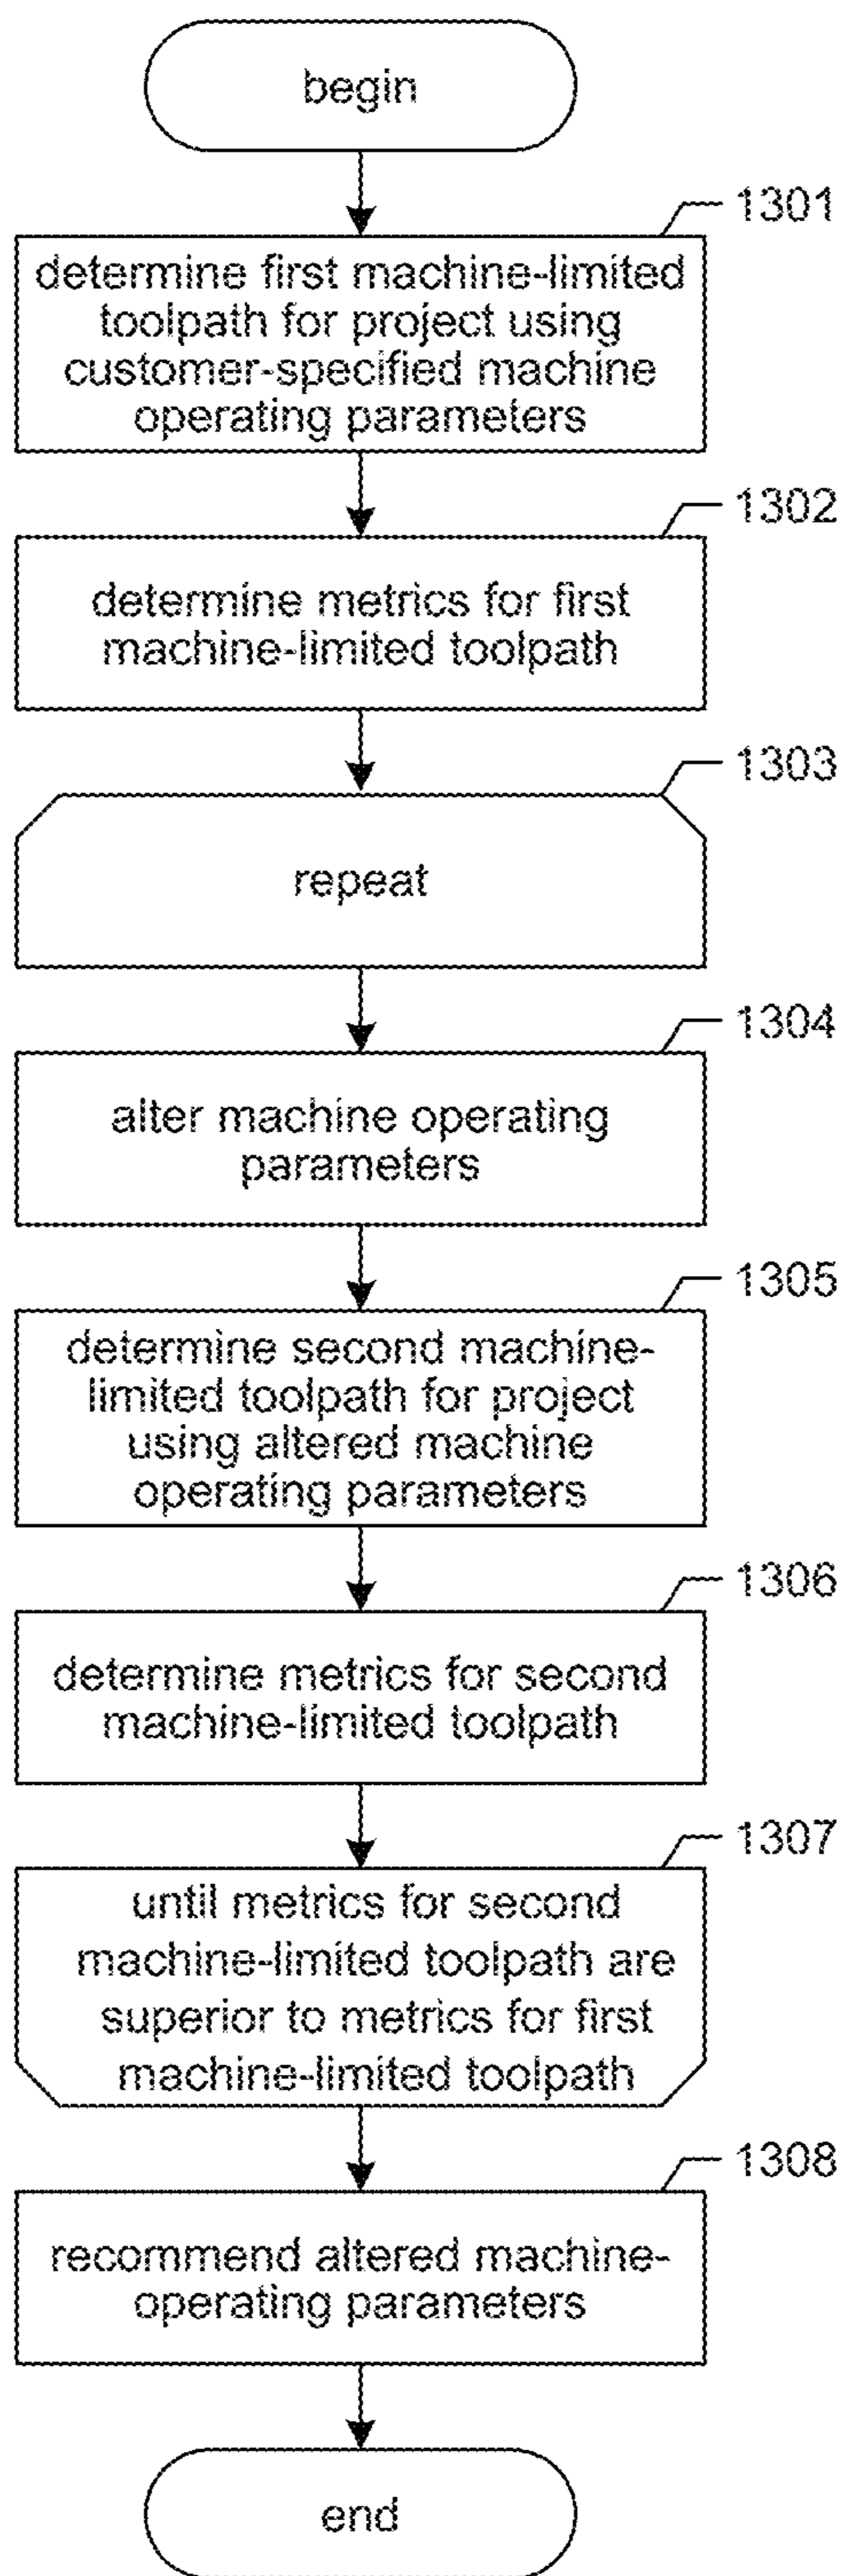 begin
1301
determine first machine-limited
toolpath for project using
customer-specified machine
operating parameters
1302
determine metrics for first
machine-limited toolpath
1303
repeat
1304
alter machine operating
parameters
1305
determine second machine-
limited toolpath for project
using altered machine
operating parameters
1306
determine metrics for second
machine-limited toolpath
1307
until metrics for second
machine-limited toolpath are
superior to metrics for first
machine-limited toolpath
1308
recommend altered machine-
operating parameters
end